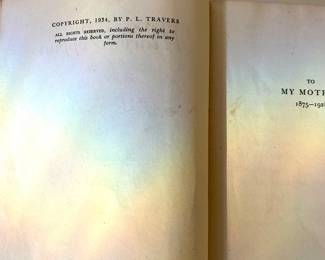 COPYRIGHT, 1934, BY P. L. TRAVERS
ALL RIGHTS RESERVED, including the right to
reproduce this book or portions thereof in any
form.
TO
MY MOTH
1875—192